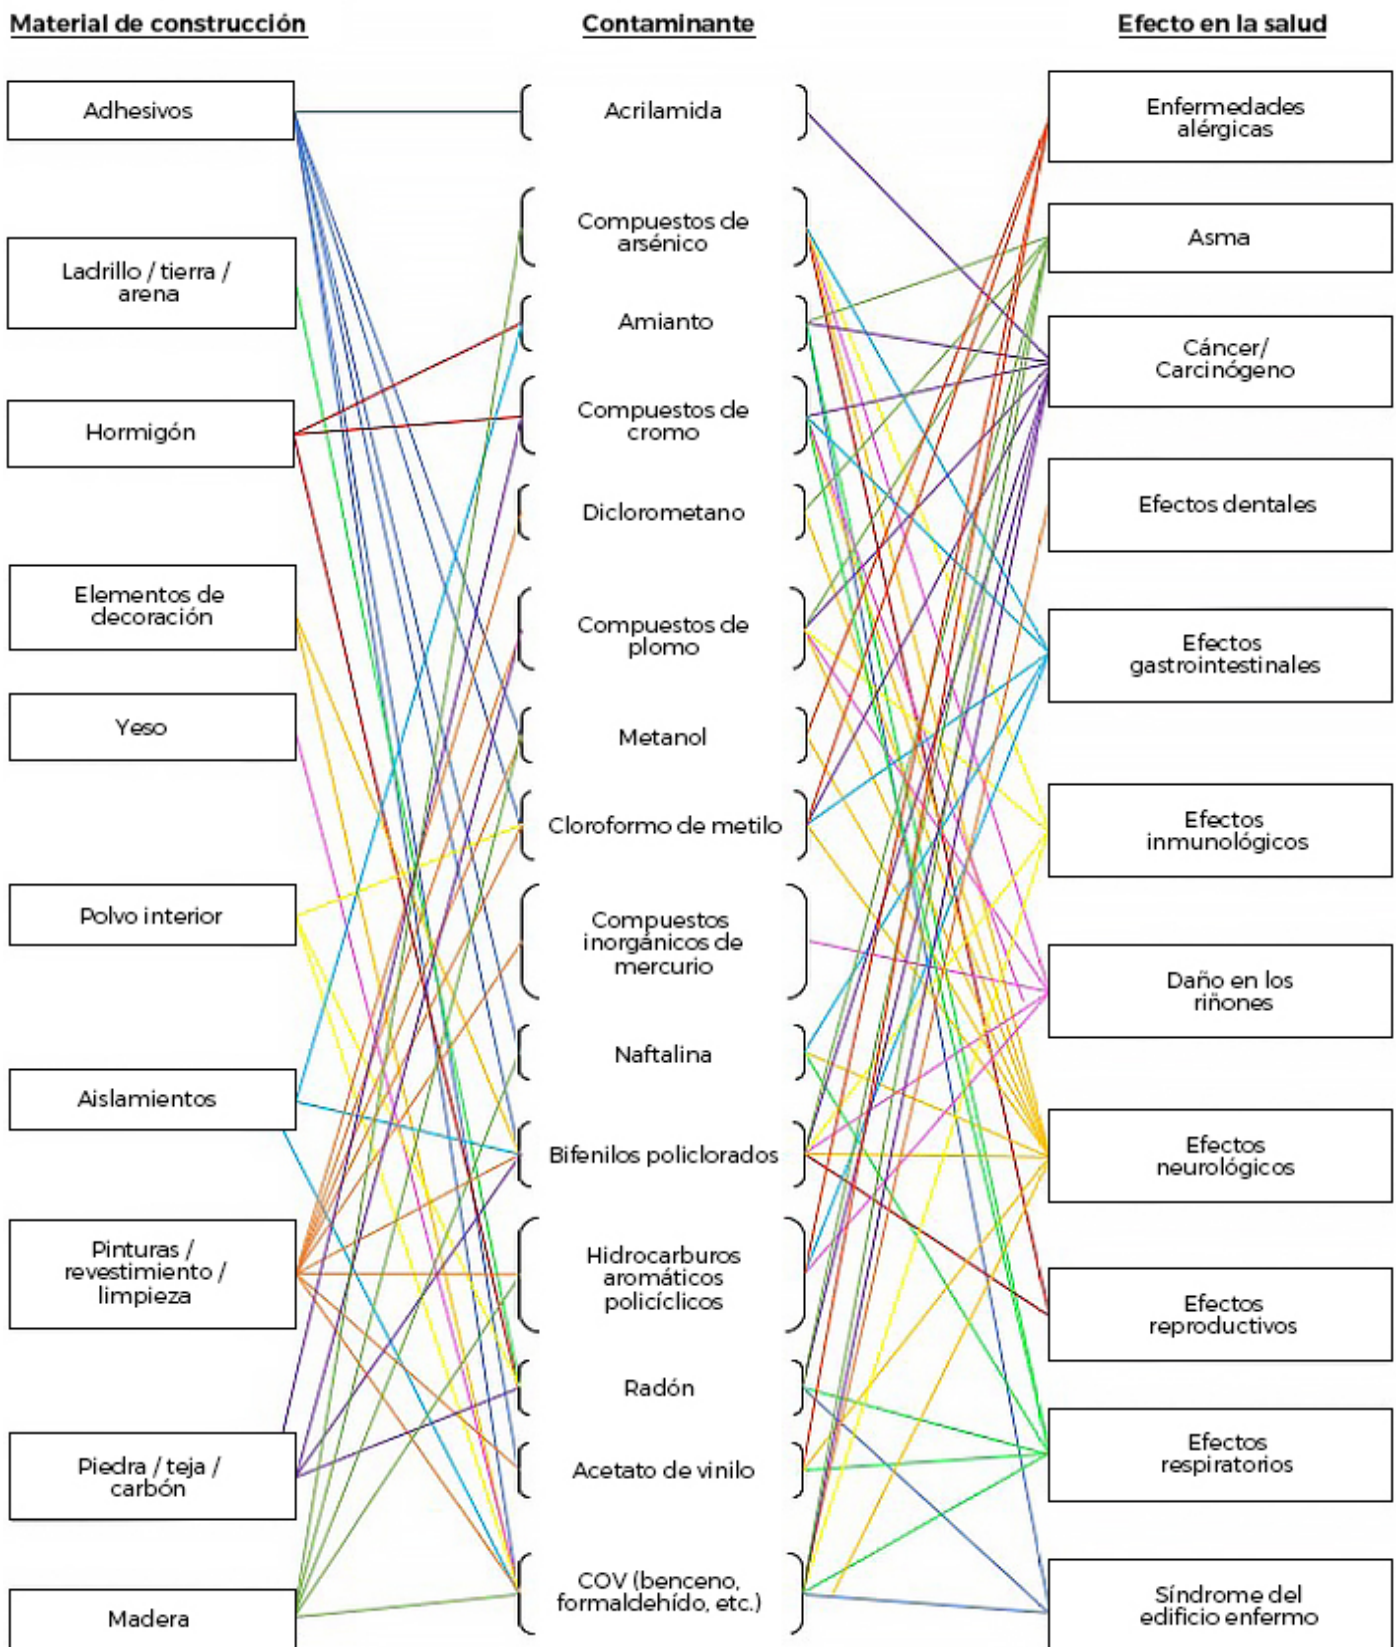 Material de construcción
Adhesivos
Ladrillo / tierra /
arena
Hormigón
Elementos de
decoración
Yeso
Polvo interior
Aislamientos
Pinturas /
revestimiento /
limpieza
Piedra / teja /
carbón
Madera
Contaminante
Acrilamida
Compuestos de
arsénico
Amianto
Compuestos de
cromo
Diclorometano
Compuestos de
plomo
Metanol
Cloroformo de metilo
Compuestos
inorgánicos de
mercurio
Naftalina
Bifenilos policlorados
Hidrocarburos
aromáticos
policíclicos
Radón
Acetato de vinilo
COV (benceno,
formaldehído, etc.)
Efecto en la salud
Enfermedades
alérgicas
Asma
Cáncer/
Carcinógeno
Efectos dentales
Efectos
gastrointestinales
Efectos
inmunológicos
Daño en los
riñones
Efectos
neurológicos
Efectos
reproductivos
Efectos
respiratorios
Síndrome del
edificio enfermo